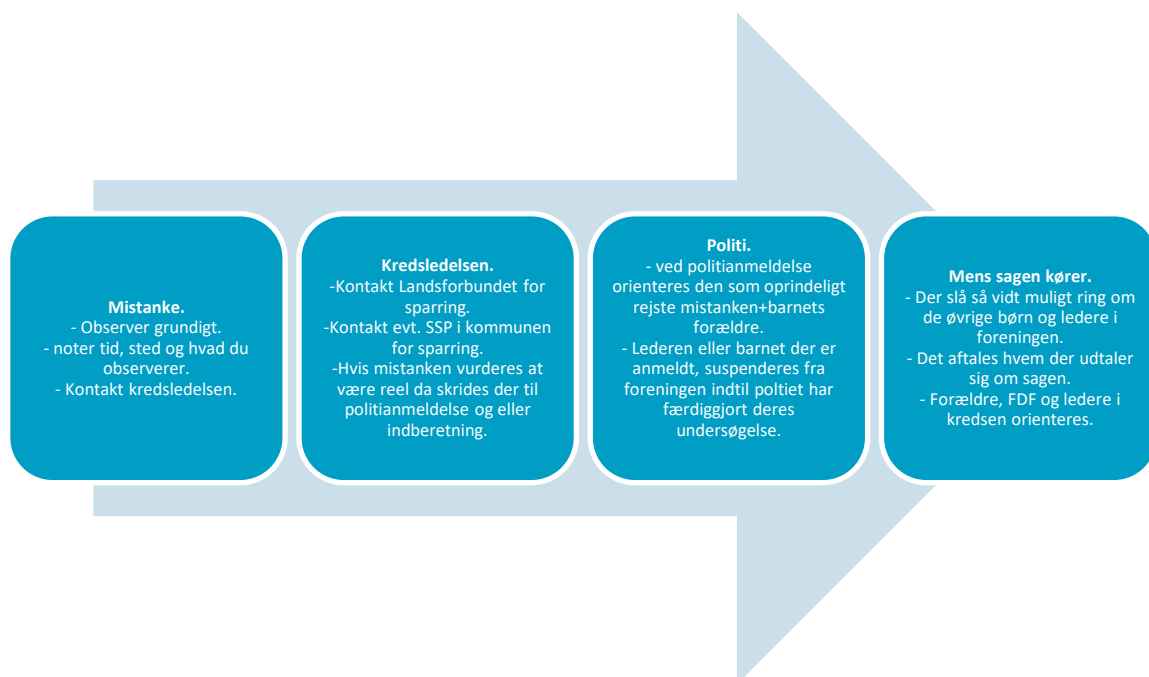 Mistanke.
- Observer grundigt.
- noter tid, sted og hvad du
observerer.
- Kontakt kredsledelsen.
Kredsledelsen.
-Kontakt Landsforbundet for
sparring.
-Kontakt evt. SSP i kommunen
for sparring.
-Hvis mistanken vurderes at
være reel da skrides der til
politianmeldelse og eller
indberetning.
Politi.
- ved politianmeldelse
orienteres den som oprindeligt
rejste mistanken+barnets
forældre.
- Lederen eller barnet der er
anmeldt, suspenderes fra
foreningen indtil poltiet har
færdiggjort deres
undersøgelse.
Mens sagen kører.
- Der slå så vidt muligt ring om
de øvrige børn og ledere i
foreningen.
- Det aftales hvem der udtaler
sig om sagen.
- Forældre, FDF og ledere i
kredsen orienteres.